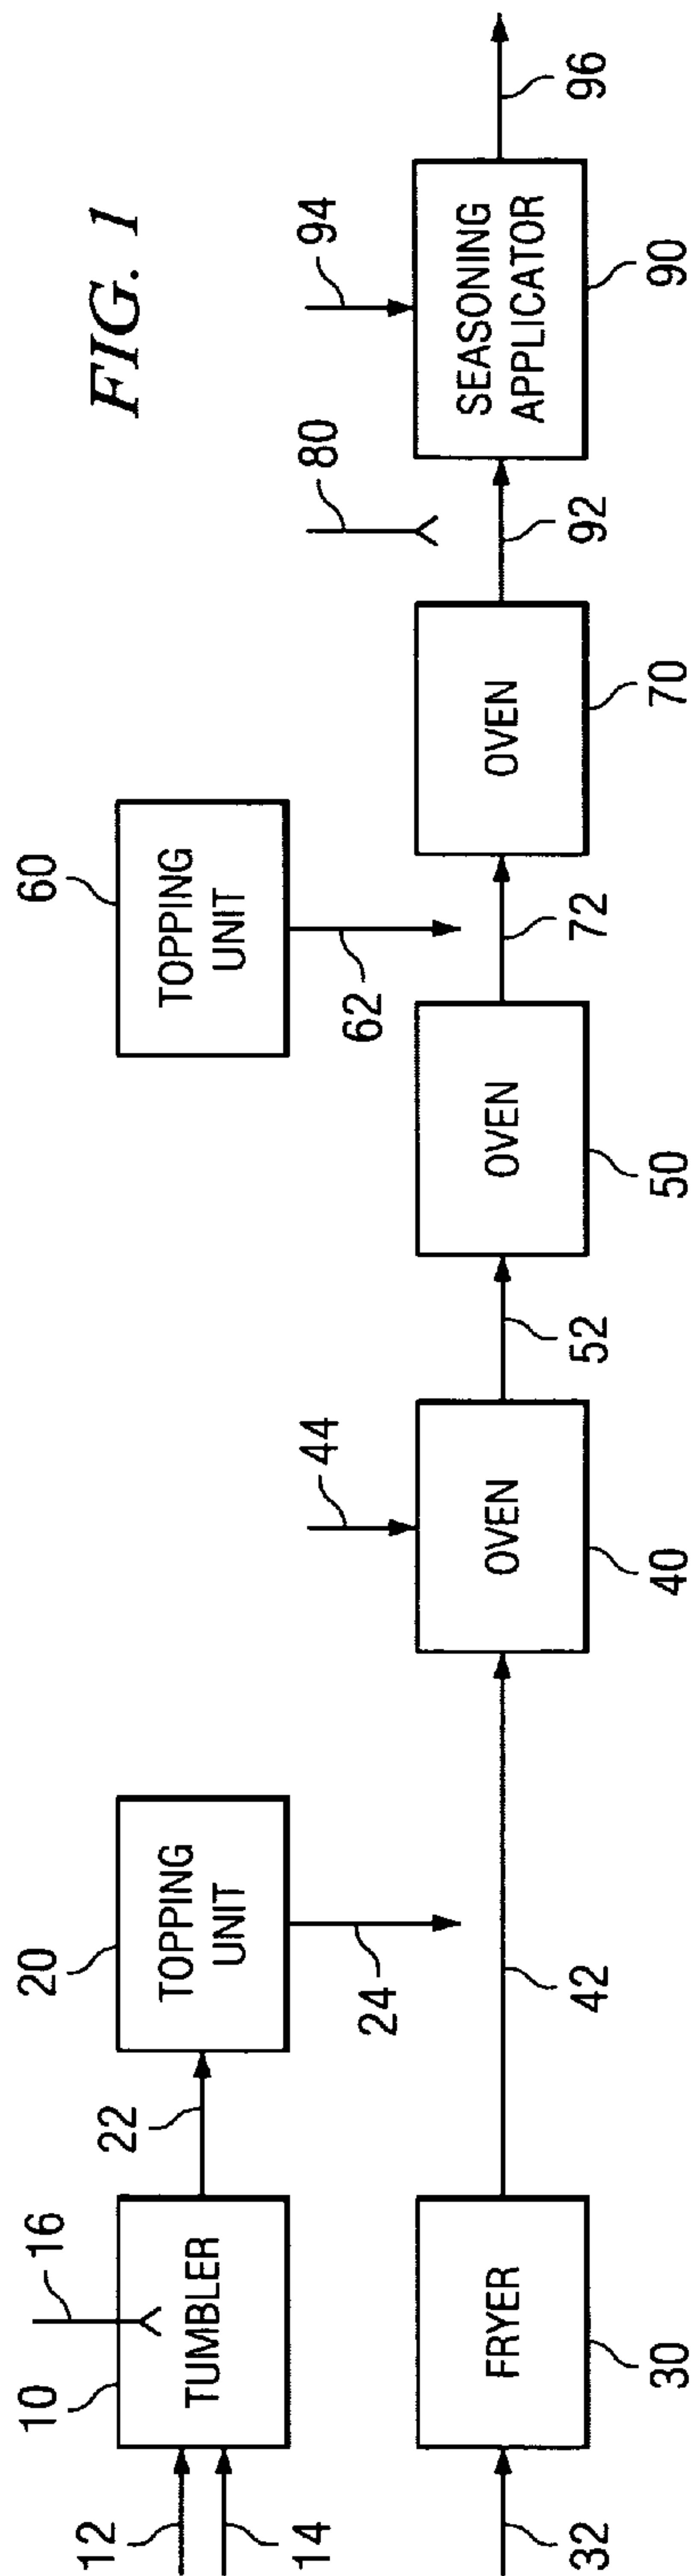 FIG. 1
10
16
12
14
TUMBLER
22
20
TOPPING
UNIT
24
60
TOPPING
UNIT
62
32
FRYER
30
42
44
OVEN
40
52
OVEN
50
72
OVEN
70
80
92
94
SEASONING
APPLICATOR
90
96